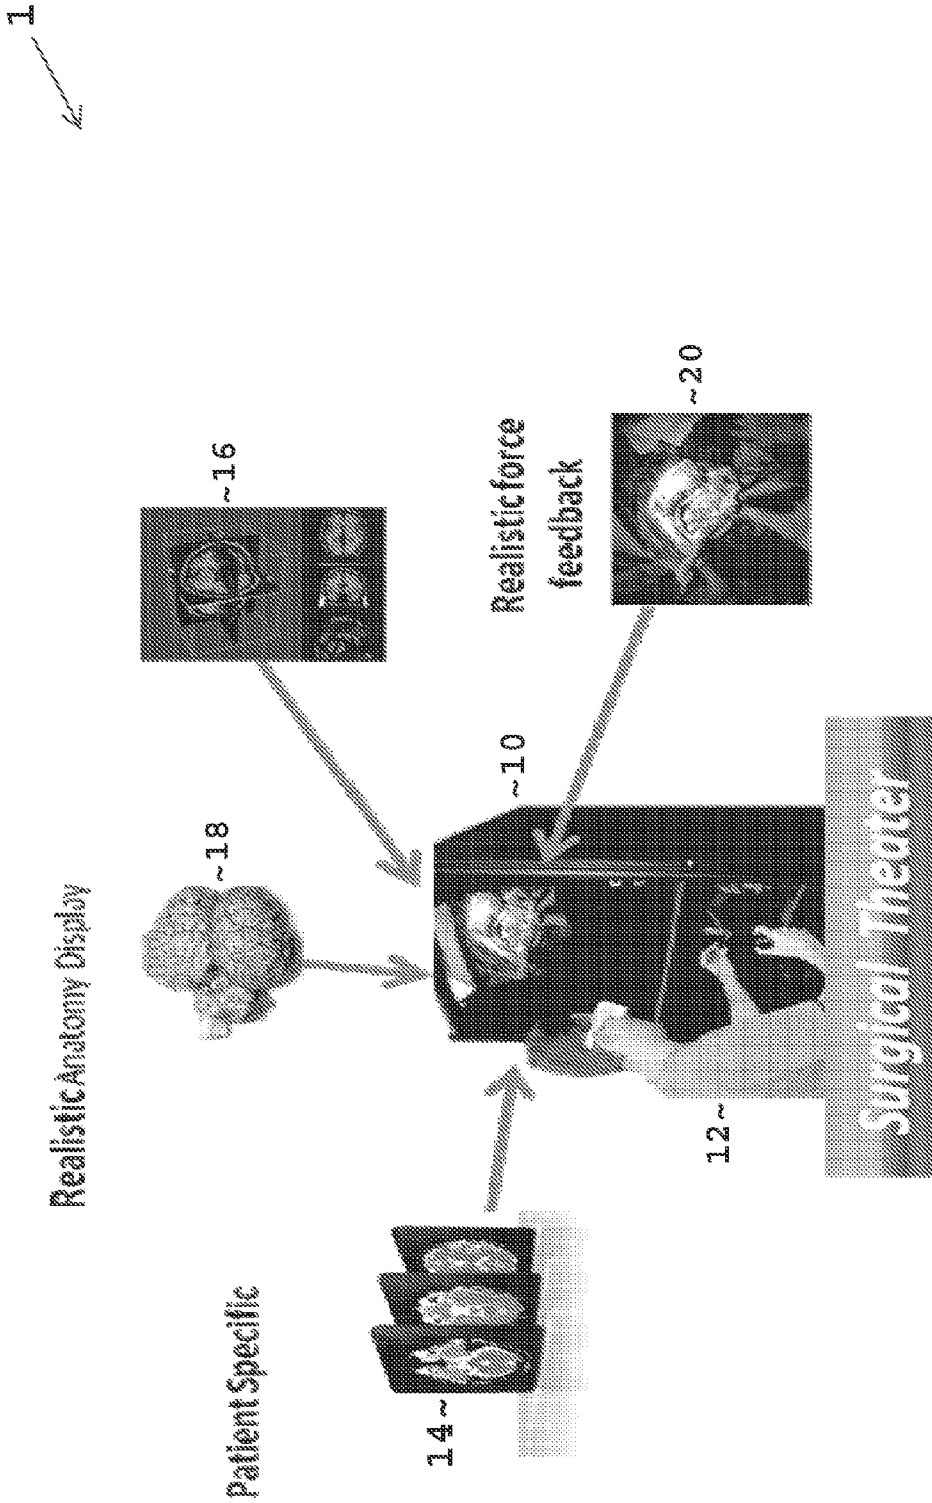 1
Realistic Anatomy Display
Patient Specific
~18
~16
14~
~10
Realistic force
feedback
12~
~20
Surgical Theater